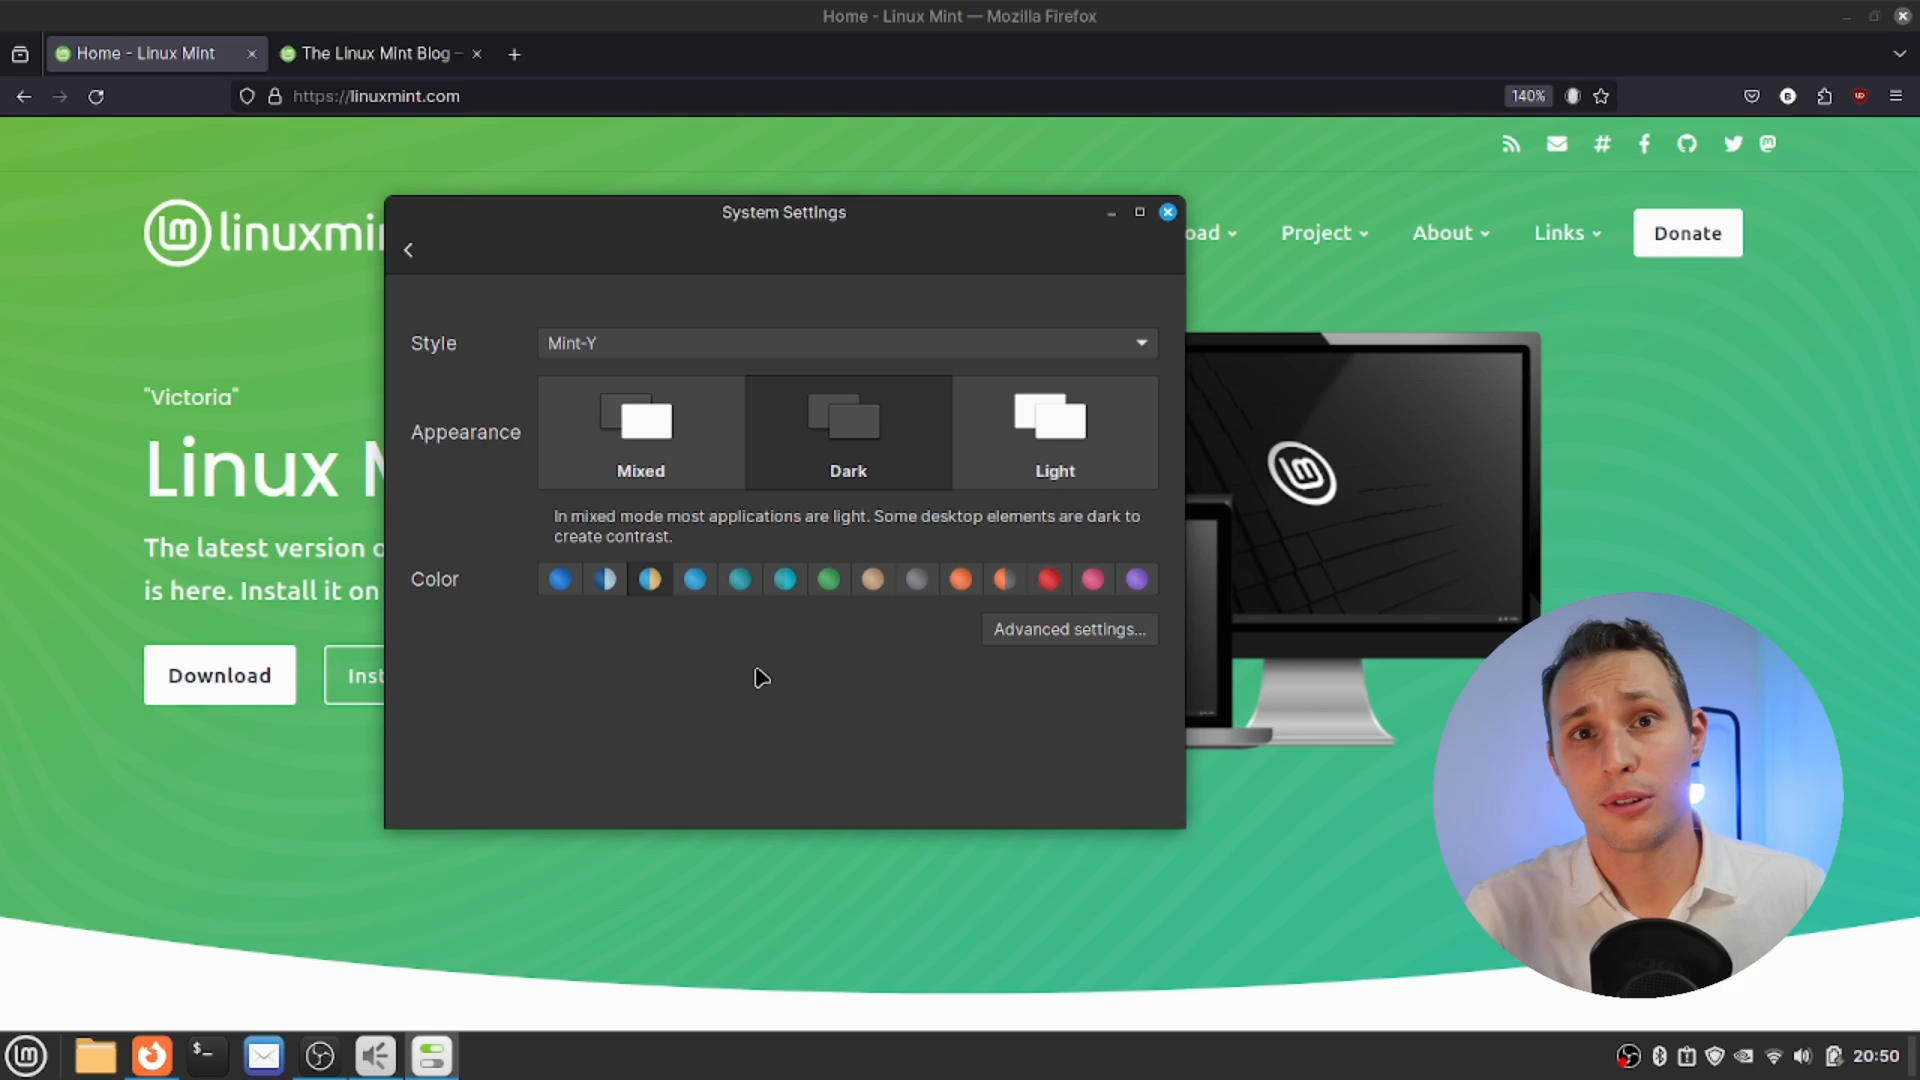 Home - Linux Mint — Mozilla Firefox
Home - Linux Mint
The Linux Mint Blog –
https://linuxmint.com
140%
linuxmin
System Settings
Project
About
Links
Donate
Style
Mint-Y
"Victoria"
Appearance
Mixed
Dark
Light
Linux
In mixed mode most applications are light. Some desktop elements are dark to
create contrast.
The latest version
is here. Install it on
Color
Advanced settings...
Download
20:50